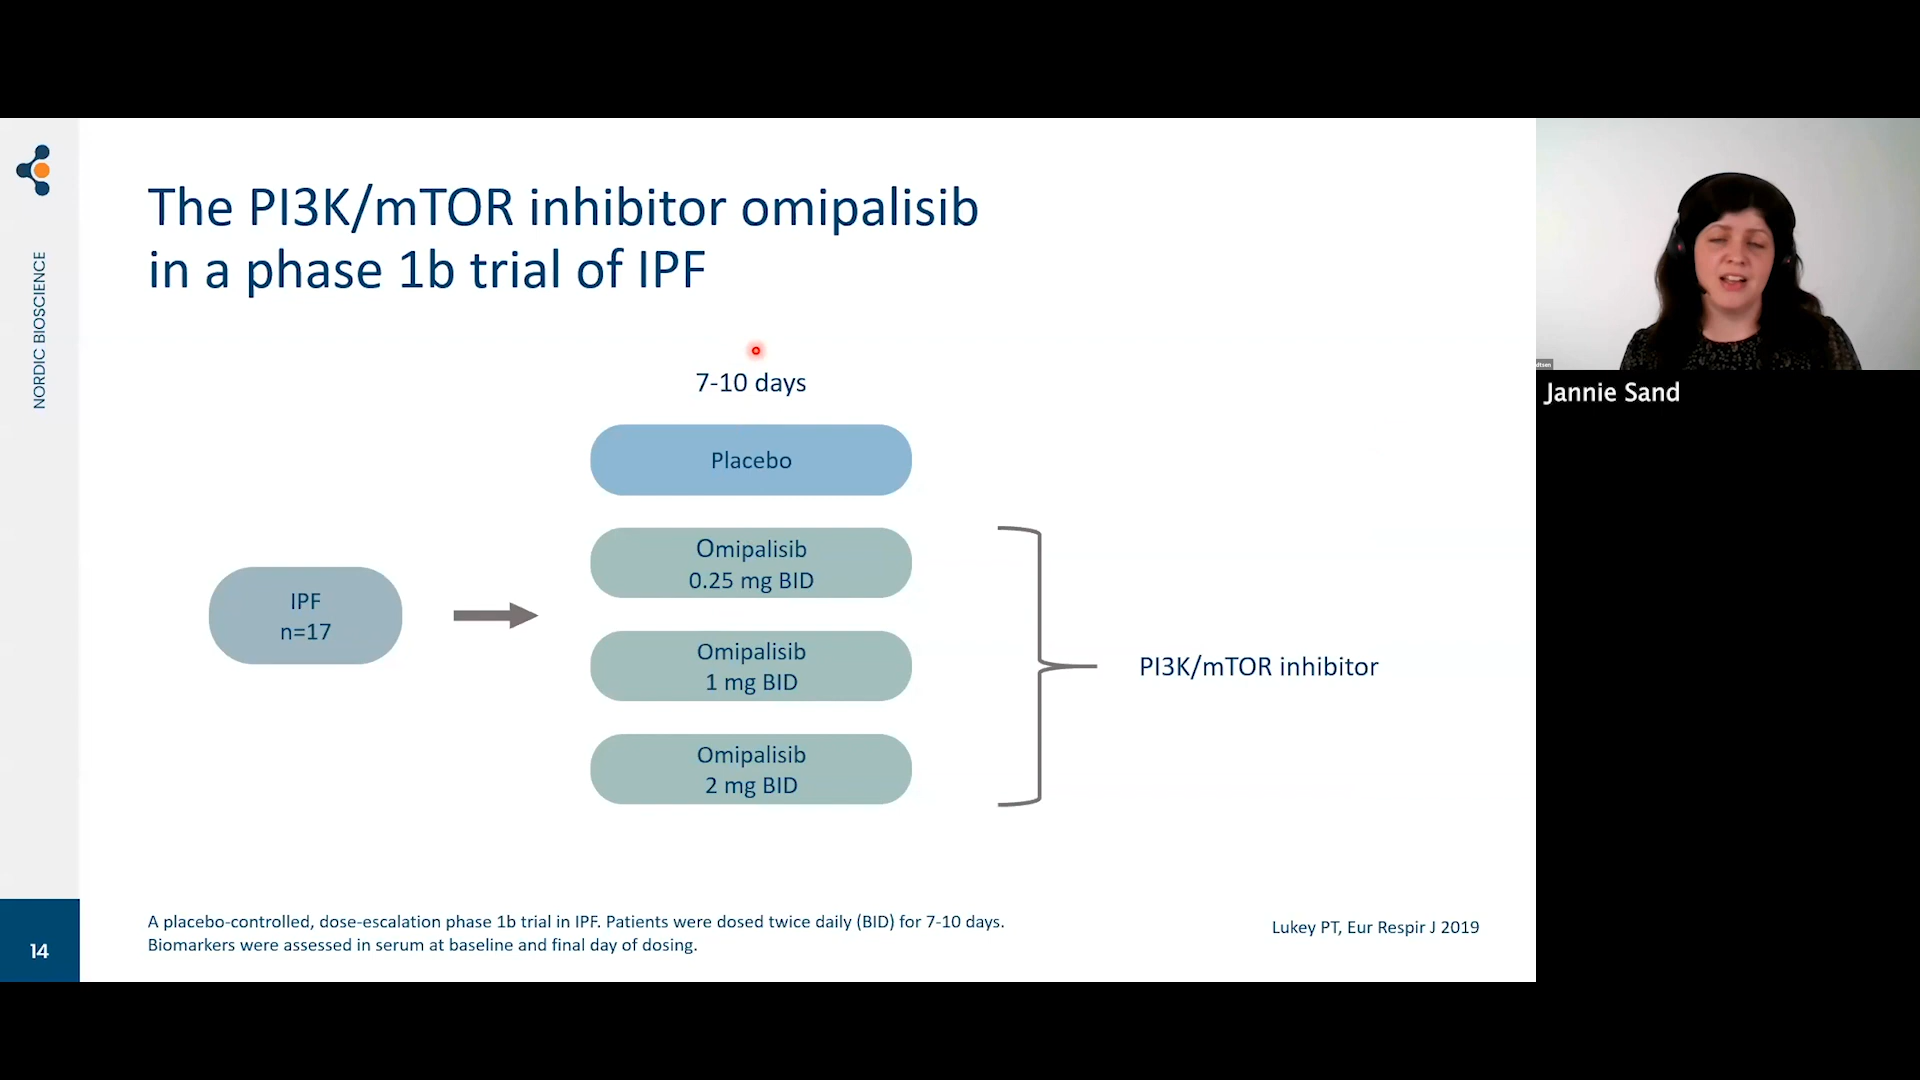 NORDIC BIOSCIENCE
The PI3K/mTOR inhibitor omipalisib
in a phase 1b trial of IPF
7-10 days
Placebo
Omipalisib
0.25 mg BID
IPF
n=17
Omipalisib
1 mg BID
Omipalisib
2 mg BID
PI3K/mTOR inhibitor
A placebo-controlled, dose-escalation phase 1b trial in IPF. Patients were dosed twice daily (BID) for 7-10 days.
Biomarkers were assessed in serum at baseline and final day of dosing.
Lukey PT, Eur Respir J 2019
14
Jannie Sand